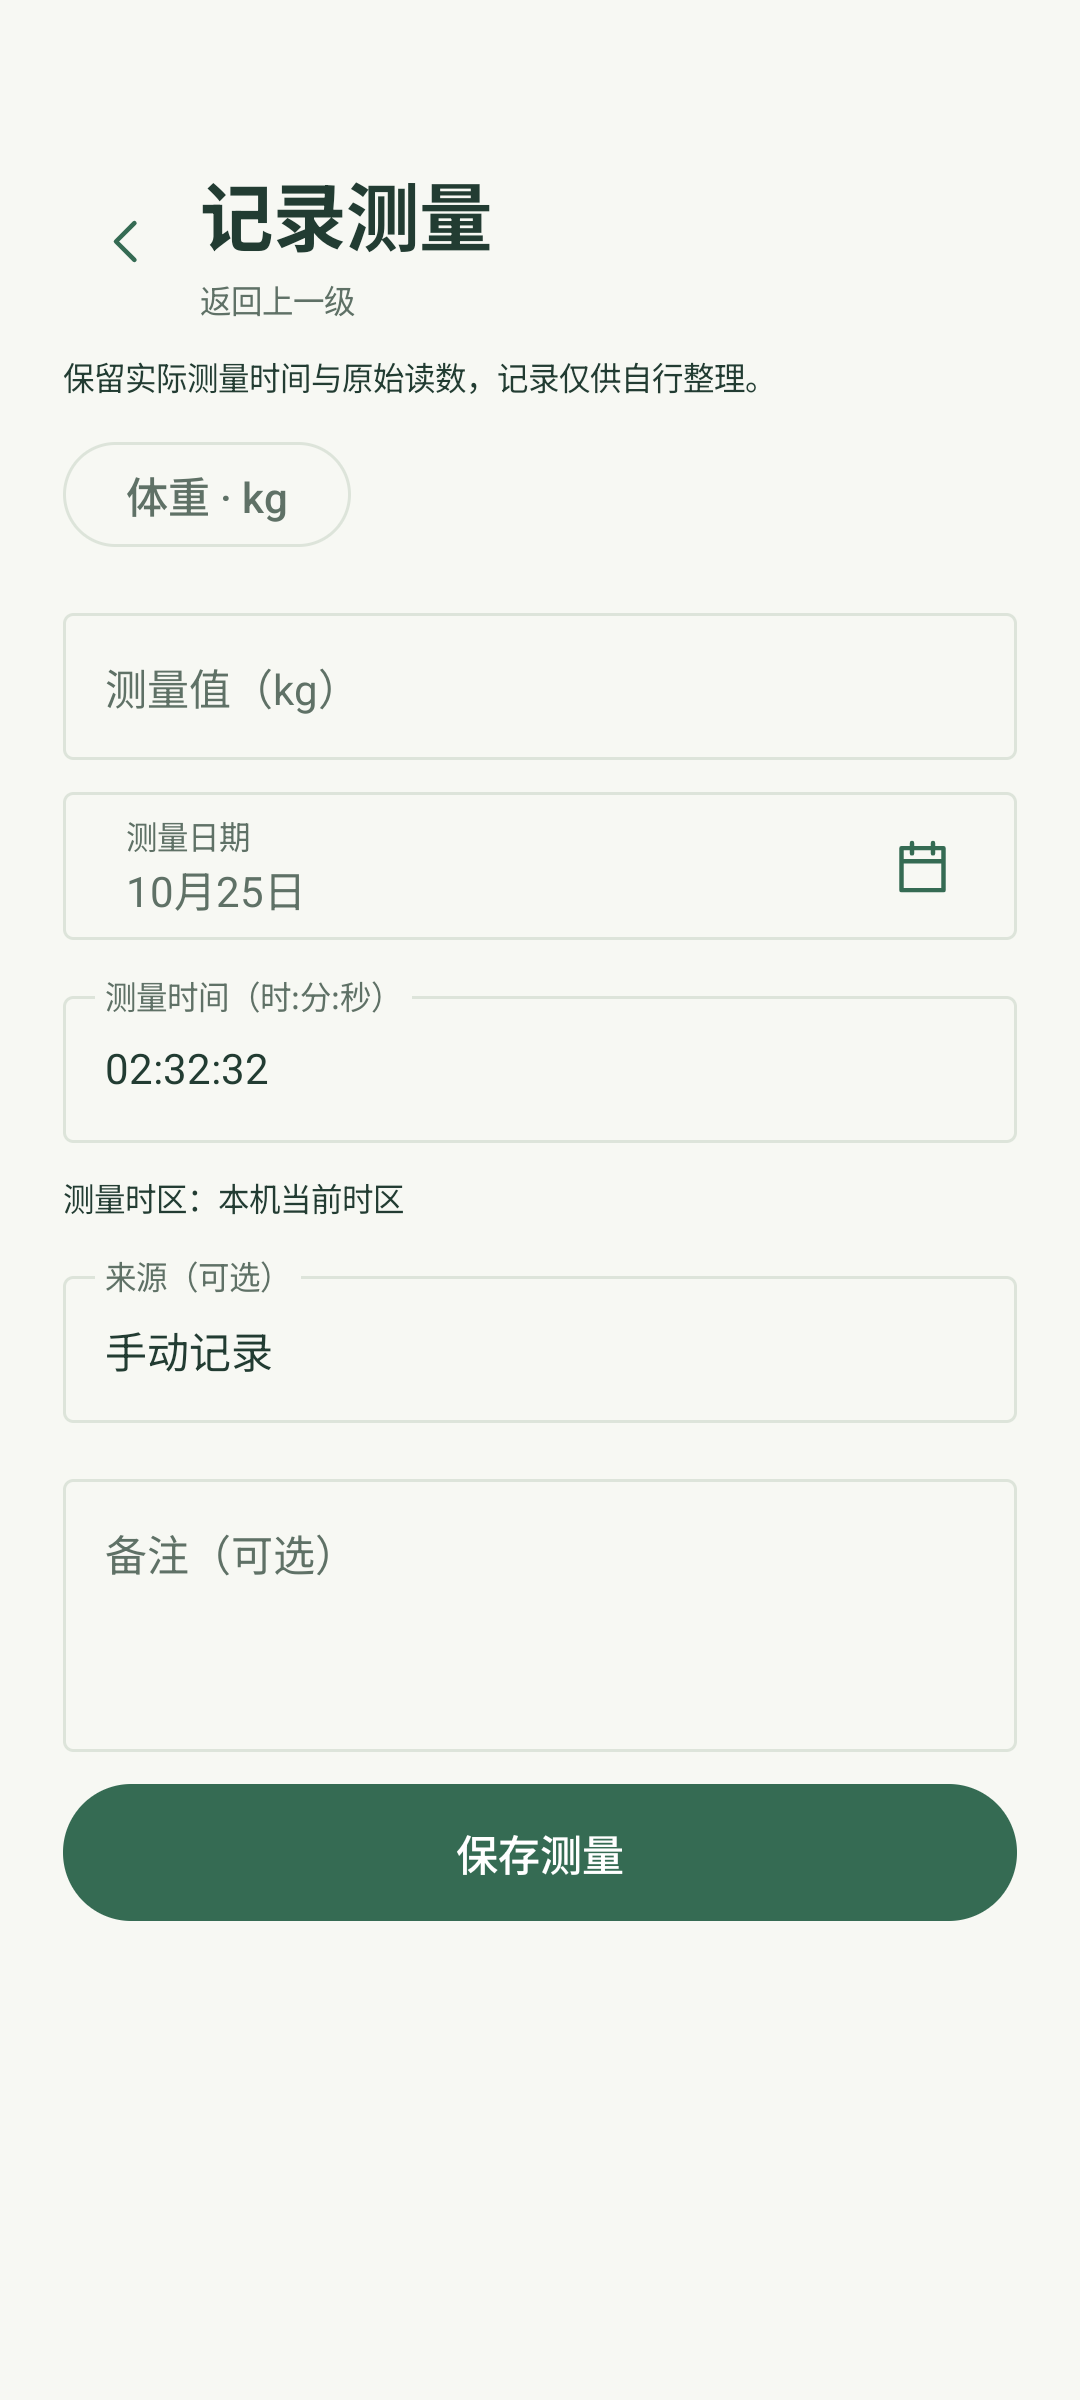 记录测量
返回上一级
保留实际测量时间与原始读数，记录仅供自行整理。
体重 · kg
测量值（kg）
测量日期
10月25日
测量时间（时:分:秒）
02:32:32
测量时区：本机当前时区
来源（可选）
手动记录
备注（可选）
保存测量